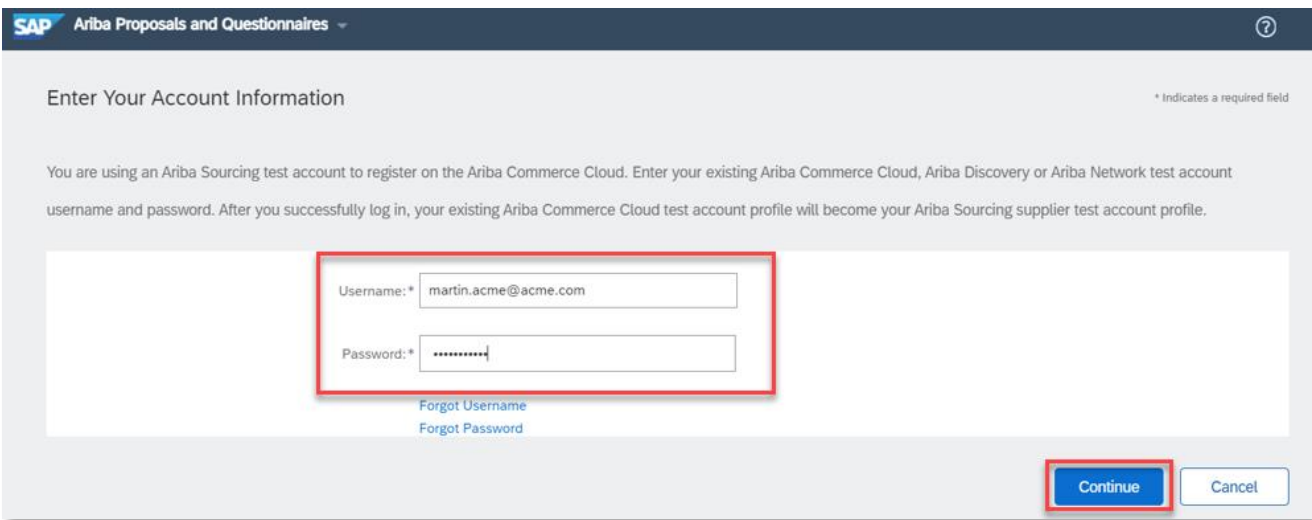 SAP Ariba Proposals and Questionnaires
Enter Your Account Information
* Indicates a required field
You are using an Ariba Sourcing test account to register on the Ariba Commerce Cloud. Enter your existing Ariba Commerce Cloud, Ariba Discovery or Ariba Network test account
username and password. After you successfully log in, your existing Ariba Commerce Cloud test account profile will become your Ariba Sourcing supplier test account profile.
Username:* martin.acme@acme.com
Password:* •••••••••••
Forgot Username
Forgot Password
Continue Cancel